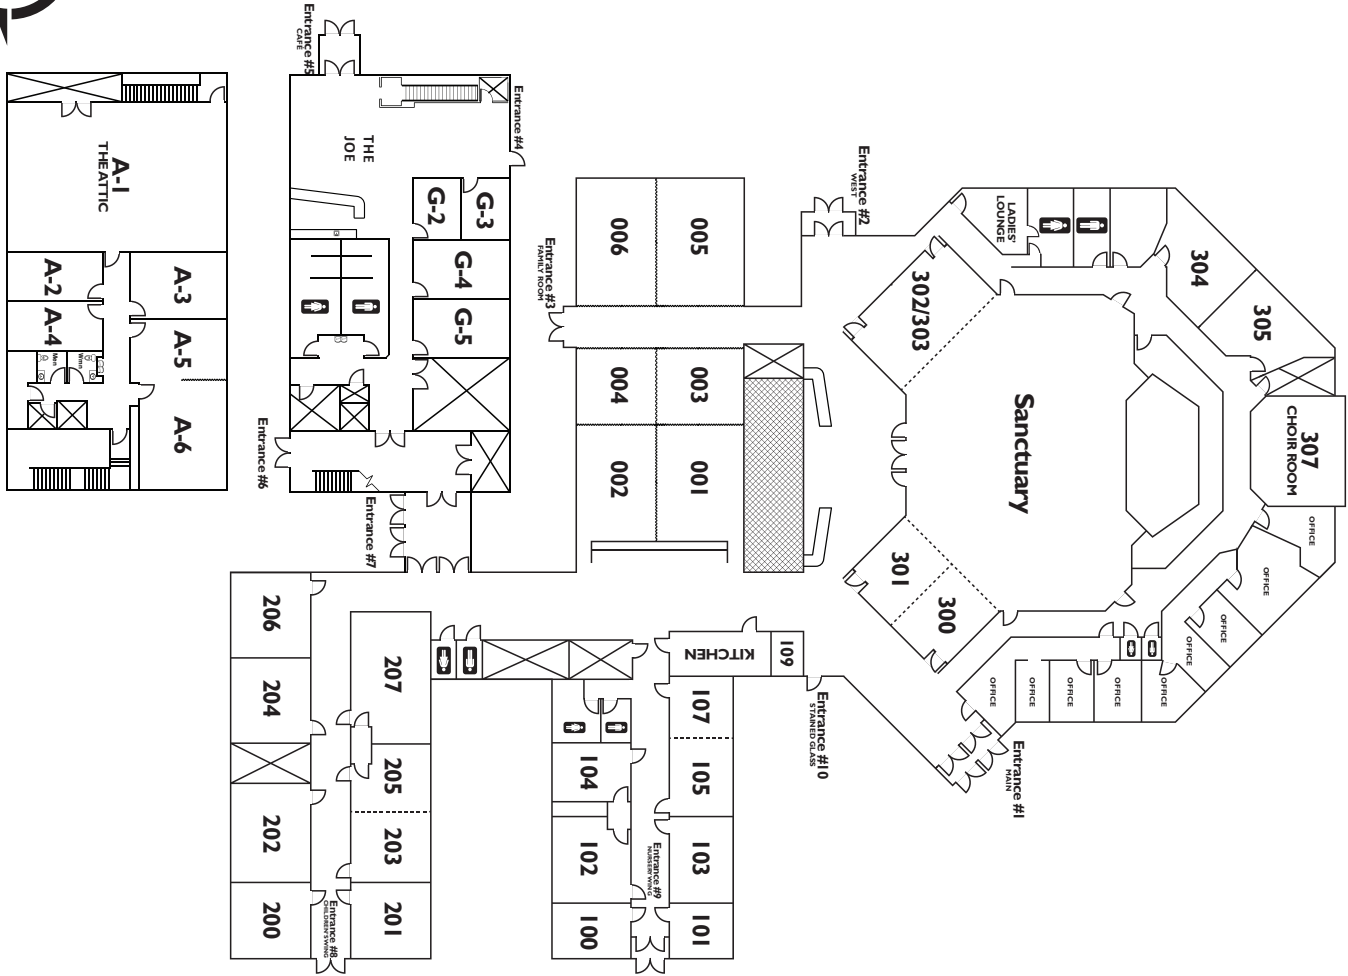 Entrance #5
CAFÉ
Entrance #4
THE
JOE
A-1
THE ATTIC
G-2
G-3
G-4
G-5
A-2
A-3
A-4
A-5
Men
A-6
Entrance #6
Entrance #7
Entrance #3
FAMILY ROOM
006
005
004
003
002
001
Entrance #2
WEST
LADIES'
LOUNGE
302/303
304
305
Sanctuary
307
CHOIR ROOM
301
300
OFFICE
OFFICE
OFFICE
OFFICE
OFFICE
OFFICE
OFFICE
OFFICE
OFFICE
Entrance #1
MAIN
KITCHEN
109
Entrance #10
STAINED GLASS
206
207
204
205
202
203
200
201
Entrance #8
CHILDREN'S WING
107
104
105
102
103
100
101
Entrance #9
NURSERY WING